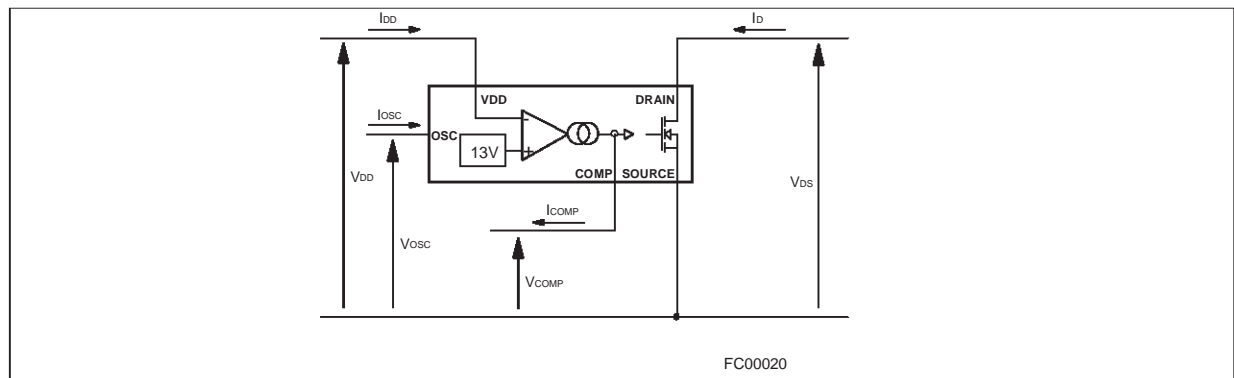 IDD
ID
VDD
DRAIN
IOSC
OSC
-
13V
+
COMP
SOURCE
VDD
VDS
ICOMP
VOSC
VCOMP
FC00020